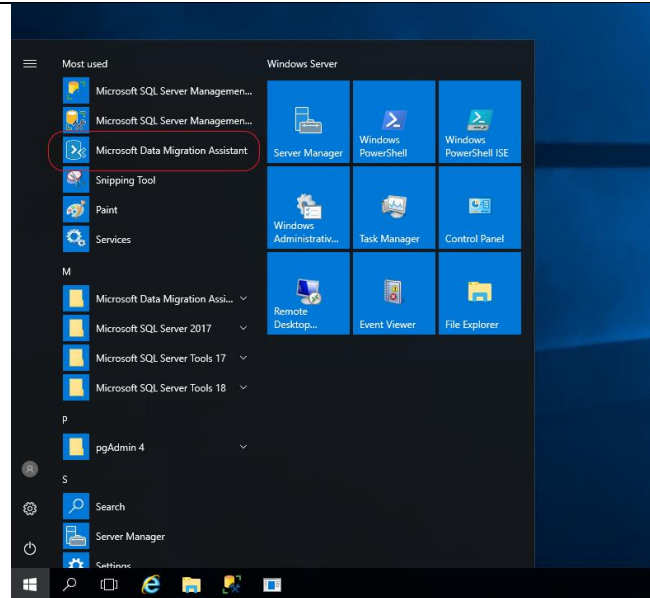 Most used
Microsoft SQL Server Managemen...
Microsoft SQL Server Managemen...
Microsoft Data Migration Assistant
Snipping Tool
Paint
Services
M
Microsoft Data Migration Assi...
Microsoft SQL Server 2017
Microsoft SQL Server Tools 17
Microsoft SQL Server Tools 18
P
pgAdmin 4
S
Search
Server Manager
Settings
Windows Server
Server Manager
Windows
PowerShell
Windows
PowerShell ISE
Windows
Administrativ...
Task Manager
Control Panel
Remote
Desktop...
Event Viewer
File Explorer